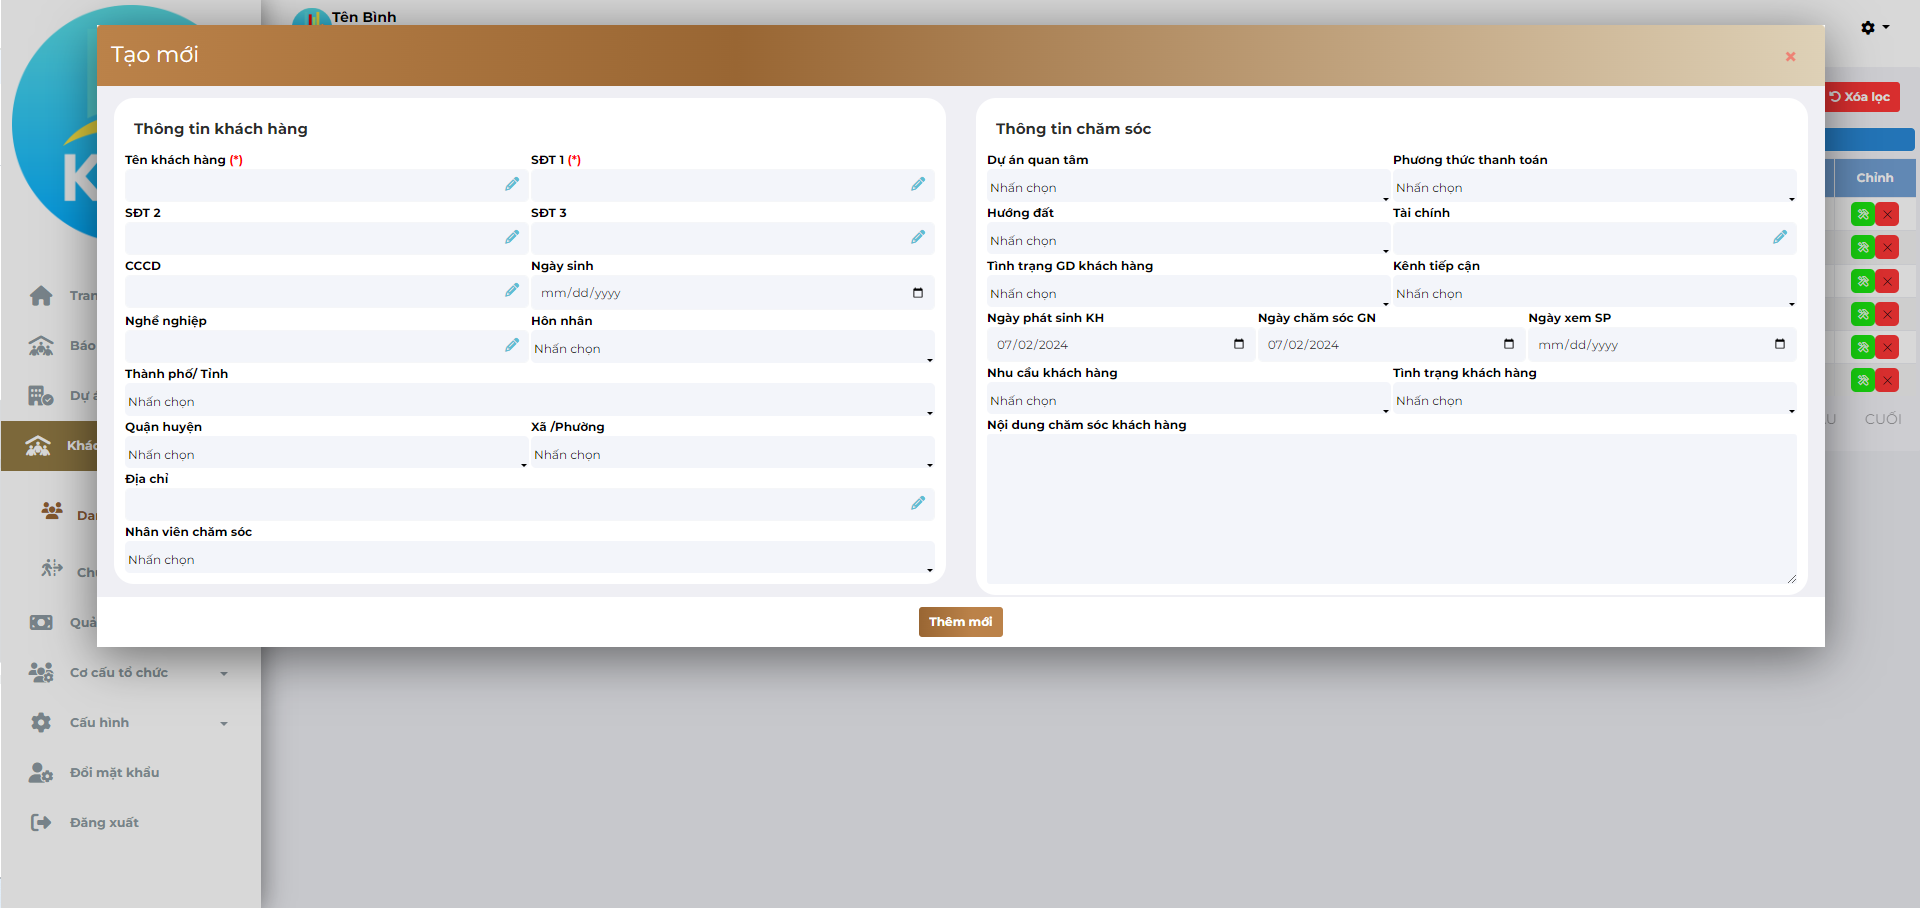 Tên Bình
Tạo mới
Xóa lọc
Thông tin khách hàng
Tên khách hàng (*)
SĐT 1 (*)
SĐT 2
SĐT 3
CCCD
Ngày sinh
mm/dd/yyyy
Nghề nghiệp
Hôn nhân
Nhấn chọn
Thành phố/ Tỉnh
Nhấn chọn
Quận huyện
Xã /Phường
Nhấn chọn
Nhấn chọn
Địa chỉ
Nhân viên chăm sóc
Nhấn chọn
Thông tin chăm sóc
Dự án quan tâm
Phương thức thanh toán
Nhấn chọn
Nhấn chọn
Hướng đất
Tài chính
Nhấn chọn
Tình trạng GD khách hàng
Kênh tiếp cận
Nhấn chọn
Nhấn chọn
Ngày phát sinh KH
Ngày chăm sóc GN
Ngày xem SP
07/02/2024
07/02/2024
mm/dd/yyyy
Nhu cầu khách hàng
Tình trạng khách hàng
Nhấn chọn
Nhấn chọn
Nội dung chăm sóc khách hàng
Thêm mới
Chỉnh
CUỐI
K
Báo
Dự
Cơ cấu tổ chức
Cấu hình
Đổi mật khẩu
Đăng xuất